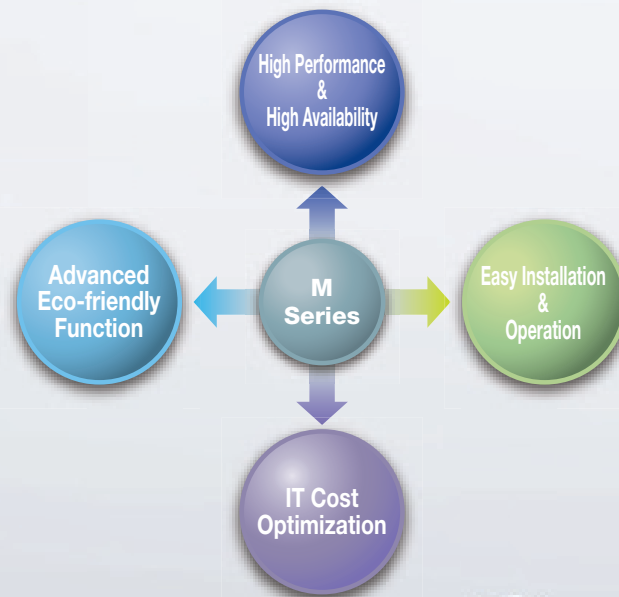 High Performance
&
High Availability
Advanced
Eco-friendly
Function
M
Series
Easy Installation
&
Operation
IT Cost
Optimization